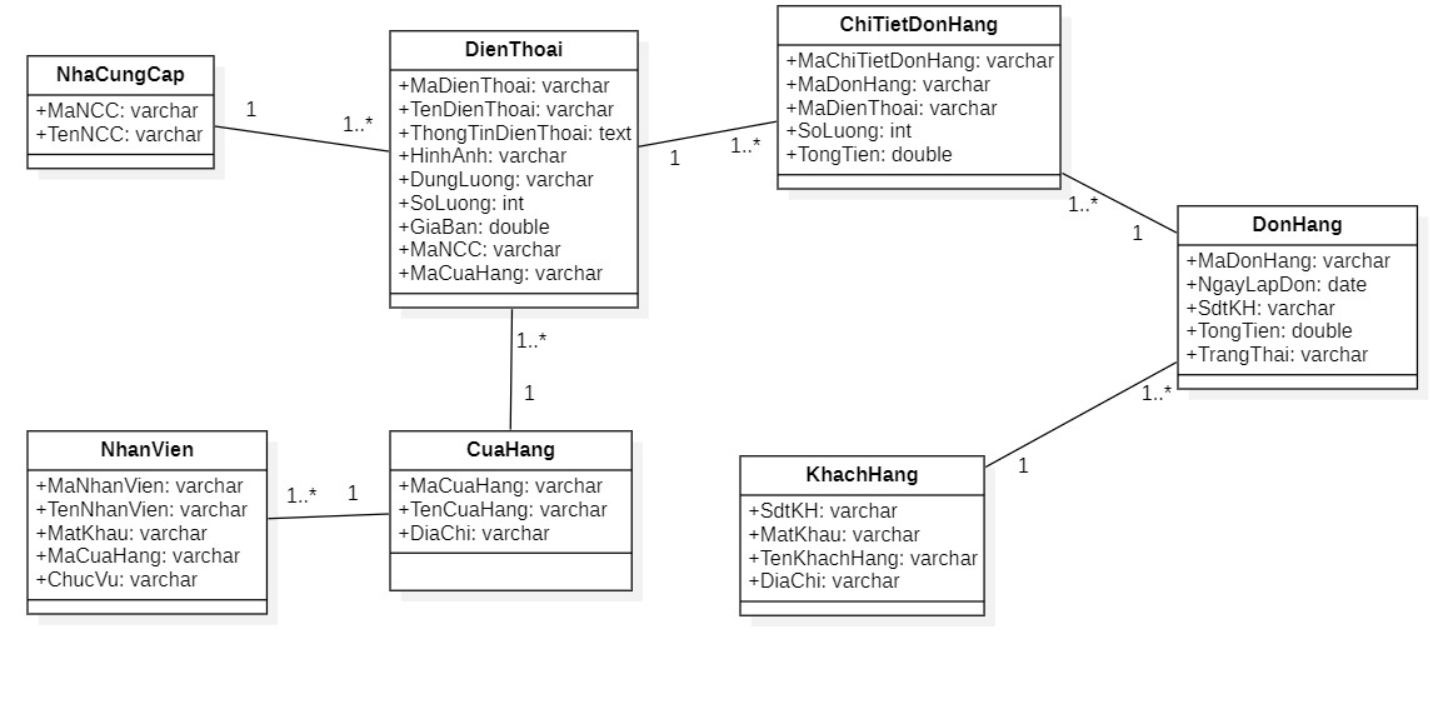 NhaCungCap
+MaNCC: varchar
+TenNCC: varchar
1
1..*
DienThoai
+MaDienThoai: varchar
+TenDienThoai: varchar
+ThongTinDienThoai: text
+HinhAnh: varchar
+DungLuong: varchar
+SoLuong: int
+GiaBan: double
+MaNCC: varchar
+MaCuaHang: varchar
1
1..*
ChiTietDonHang
+MaChiTietDonHang: varchar
+MaDonHang: varchar
+MaDienThoai: varchar
+SoLuong: int
+TongTien: double
1..*
1
DonHang
+MaDonHang: varchar
+NgayLapDon: date
+SdtKH: varchar
+TongTien: double
+TrangThai: varchar
1..*
1
1..*
1
NhanVien
+MaNhanVien: varchar
+TenNhanVien: varchar
+MatKhau: varchar
+MaCuaHang: varchar
+ChucVu: varchar
1..*
1
CuaHang
+MaCuaHang: varchar
+TenCuaHang: varchar
+DiaChi: varchar
KhachHang
+SdtKH: varchar
+MatKhau: varchar
+TenKhachHang: varchar
+DiaChi: varchar